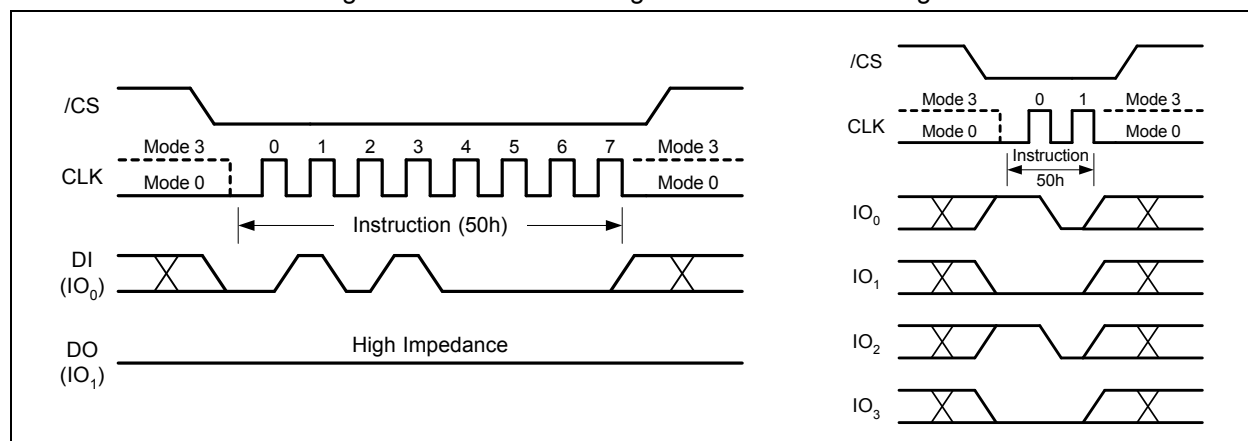 /CS
Mode 3 0 1 2 3 4 5 6 7 Mode 3
CLK Mode 0 Mode 0
Instruction (50h)
DI
(IO0)
DO High Impedance
(IO1)
/CS
Mode 3 0 1 Mode 3
CLK Mode 0 Mode 0
Instruction
50h
IO0
IO1
IO2
IO3